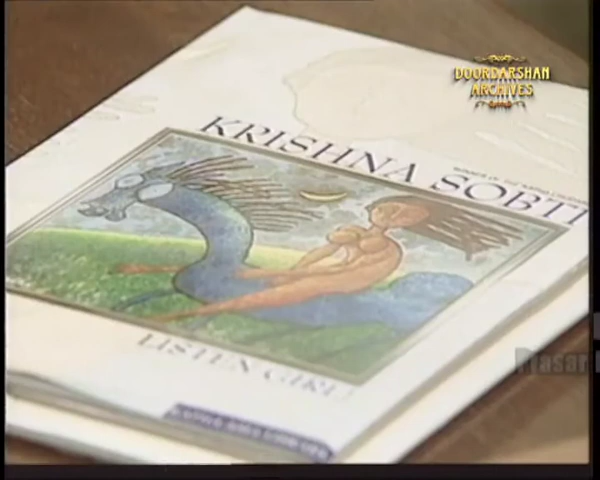 DOORDARSHAN
ARCHIVES
KRISHNA SOBTI
LISTEN GIRL!
Prasar